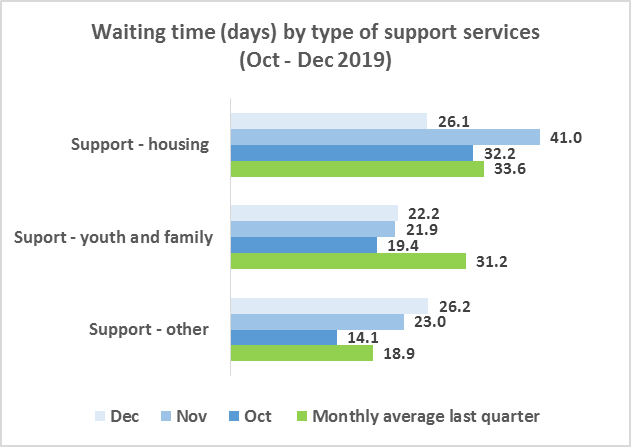 Waiting time (days) by type of support services
(Oct - Dec 2019)
26.1
Support - housing
41.0
32.2
33.6
22.2
Suport - youth and family
21.9
19.4
31.2
26.2
Support - other
23.0
14.1
18.9
Dec Nov Oct Monthly average last quarter